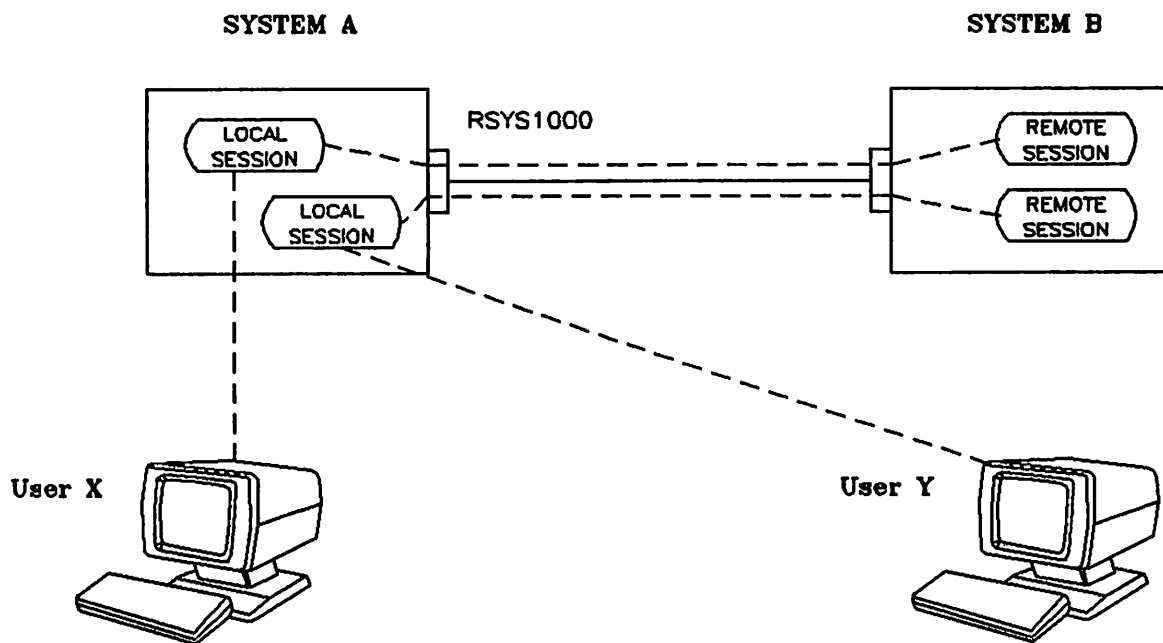 SYSTEM A
SYSTEM B
RSYS1000
LOCAL
SESSION
LOCAL
SESSION
REMOTE
SESSION
REMOTE
SESSION
User X
User Y